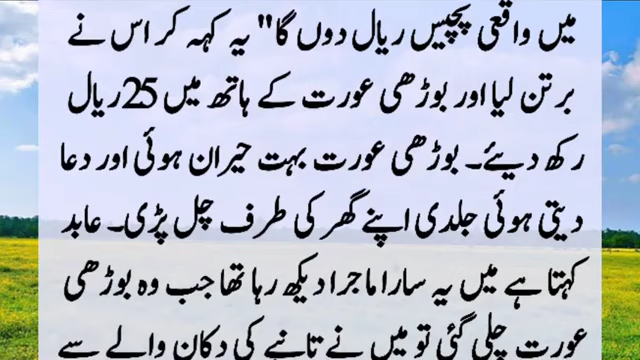 میں واقعی پچیس ریال دوں گا" یہ کہہ کر اس نے
برتن لیا اور بوڑھی عورت کے ہاتھ میں 25 ریال
رکھ دیئے۔ بوڑھی عورت بہت حیران ہوئی اور دعا
دیتی ہوئی جلدی اپنے گھر کی طرف چل پڑی۔ عابد
کہتا ہے میں یہ سارا ماجرا دیکھ رہا تھا جب وہ بوڑھی
عورت چلی گئی تو میں نے تانبے کی دکان والے سے